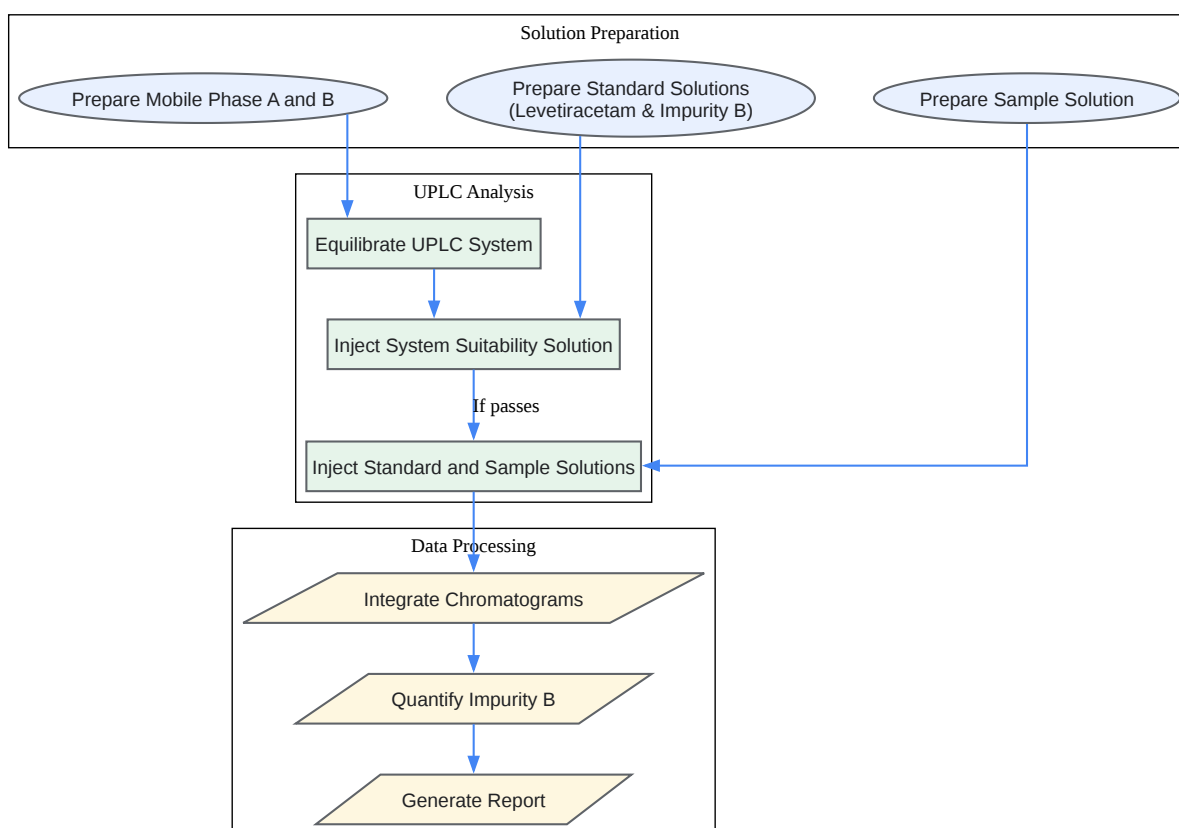 Solution Preparation
Prepare Mobile Phase A and B
Prepare Standard Solutions
(Levetiracetam & Impurity B)
Prepare Sample Solution
UPLC Analysis
Equilibrate UPLC System
Inject System Suitability Solution
If passes
Inject Standard and Sample Solutions
Data Processing
Integrate Chromatograms
Quantify Impurity B
Generate Report